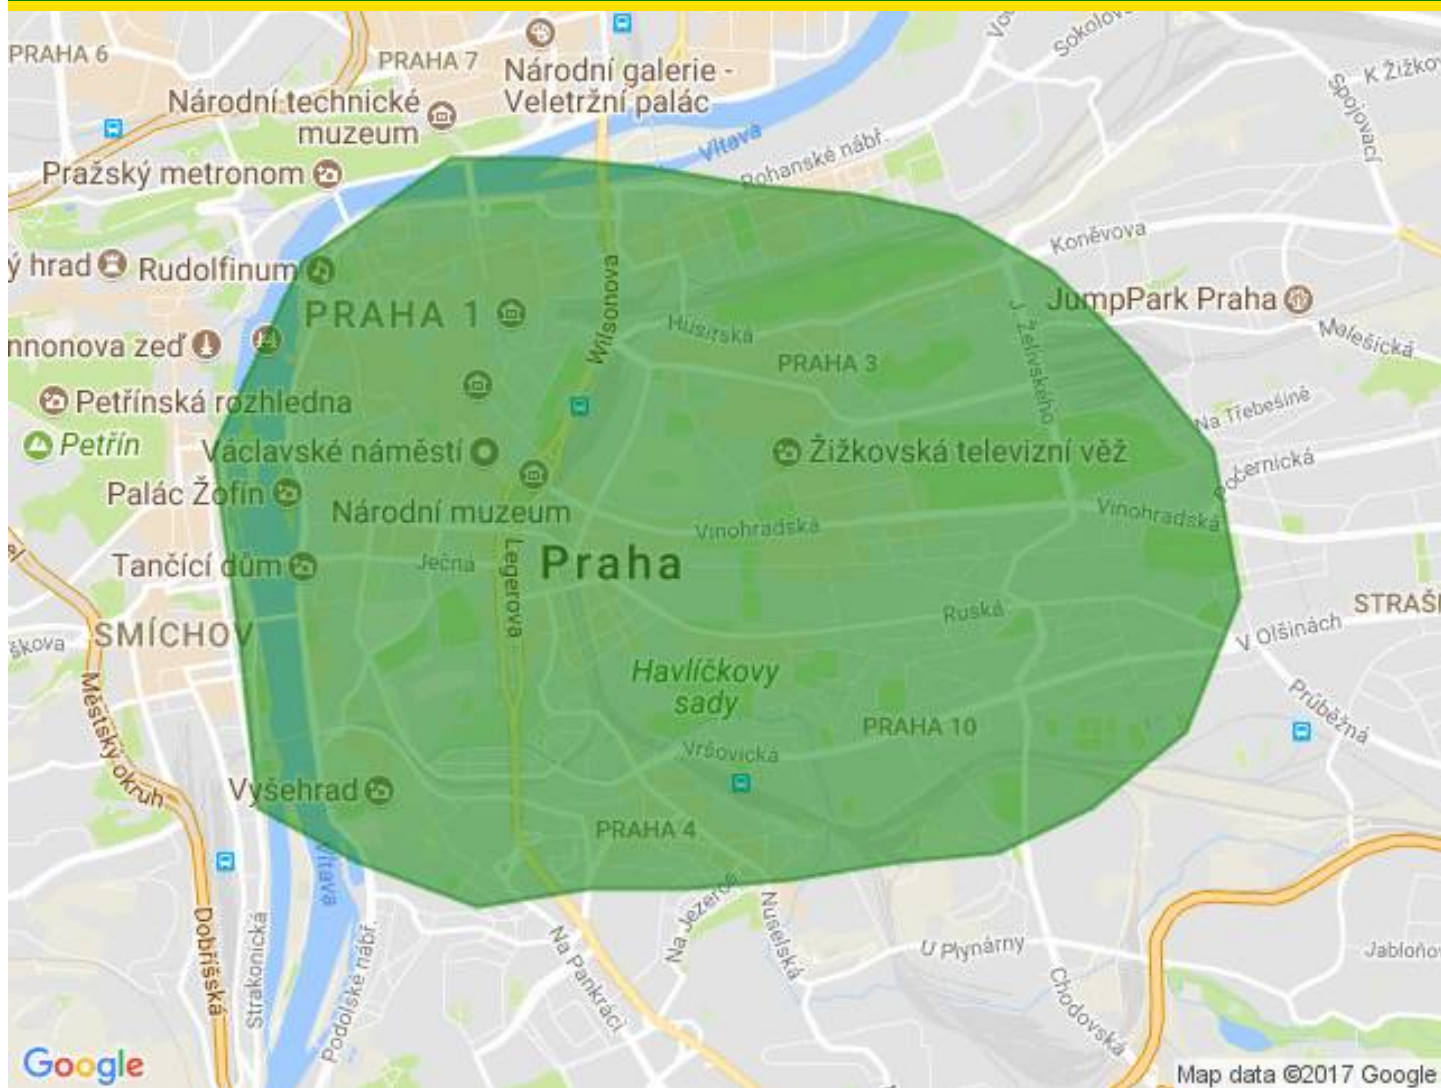 PRAHA 6
PRAHA 7
Národní galerie -
Veletržní palác
Sokolov
K Žižko
Spojovací
Národní technické
muzeum
Vltava
Rohanské nábř.
Pražský metronom
Koněvova
ý hrad
Rudolfinum
JumpPark Praha
PRAHA 1
Wilsonova
Husitská
J. Želivského
Malešická
nnonova zeď
PRAHA 3
Petřínská rozhledna
Na Třebešíně
Petřín
Václavské náměstí
Žižkovská televizní věž
Počernická
Palác Žofín
Národní muzeum
Vinohradská
Vinohradská
Tančící dům
Ječná
Legerova
Praha
Ruská
STRAŠ
škova
SMÍCHOV
V Olšinách
Havlíčkovy
sady
Městský okruh
PRAHA 10
Průběžná
Vršovická
Vyšehrad
PRAHA 4
Vltava
Na Jezerce
Nuselská
Dobříšská
Strakonická
Podolské nábř.
Na Pankráci
U Plynárny
Jabloňo
Chodovská
Google
Map data ©2017 Google